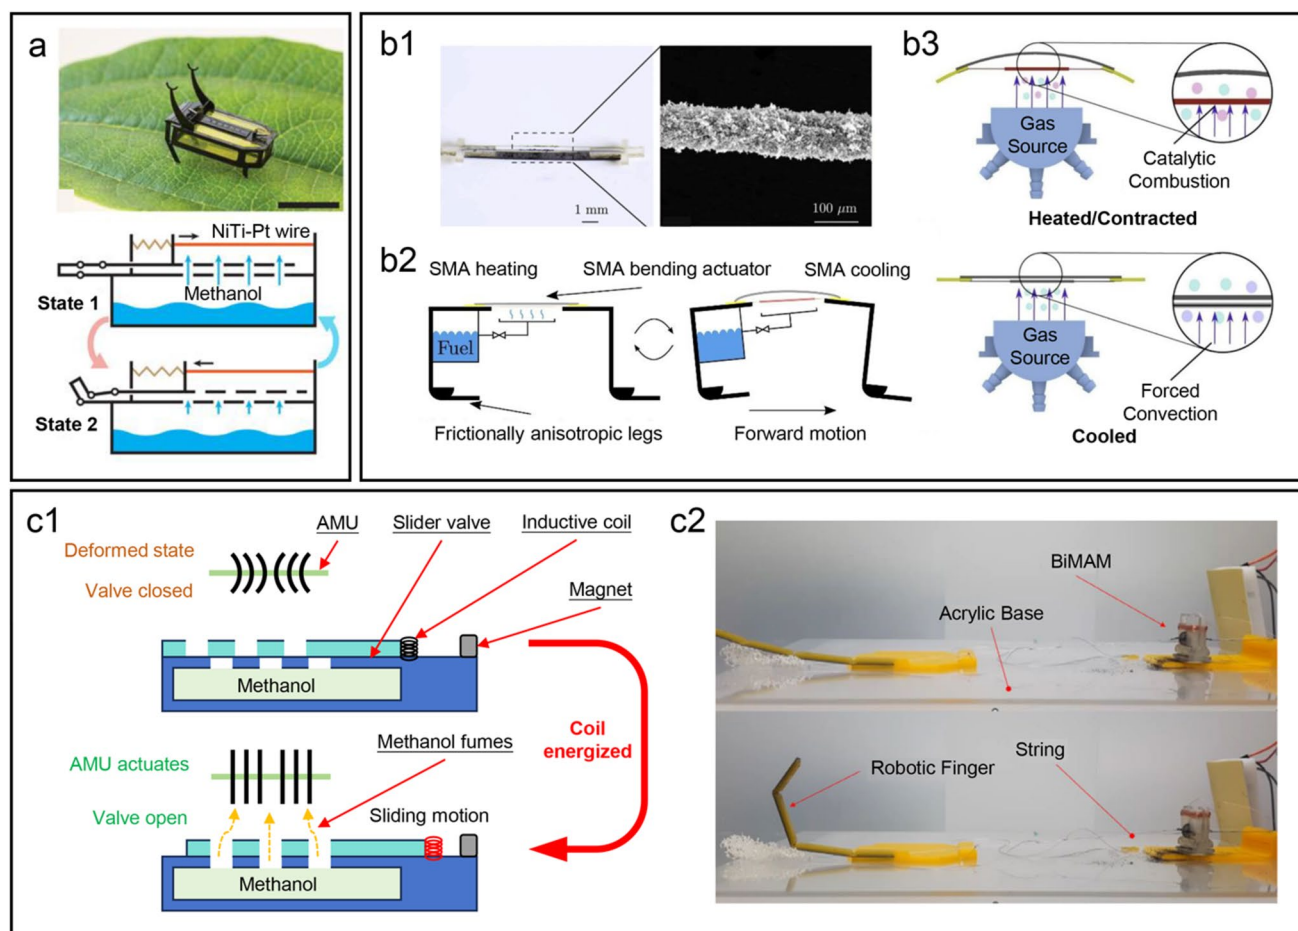 a
NiTi-Pt wire
State 1
Methanol
State 2
b1
1 mm
100 μm
b2
SMA heating
SMA bending actuator
SMA cooling
Fuel
Frictionally anisotropic legs
Forward motion
b3
Gas
Source
Catalytic
Combustion
Heated/Contracted
Gas
Source
Forced
Convection
Cooled
c1
AMU
Slider valve
Inductive coil
Deformed state
Valve closed
Magnet
Methanol
Coil
energized
Methanol fumes
AMU actuates
Valve open
Sliding motion
Methanol
c2
BiMAM
Acrylic Base
String
Robotic Finger